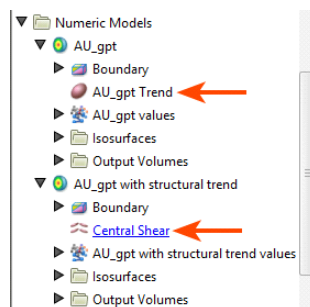 Numeric Models
AU_gpt
Boundary
AU_gpt Trend
AU_gpt values
Isosurfaces
Output Volumes
AU_gpt with structural trend
Boundary
Central Shear
AU_gpt with structural trend values
Isosurfaces
Output Volumes